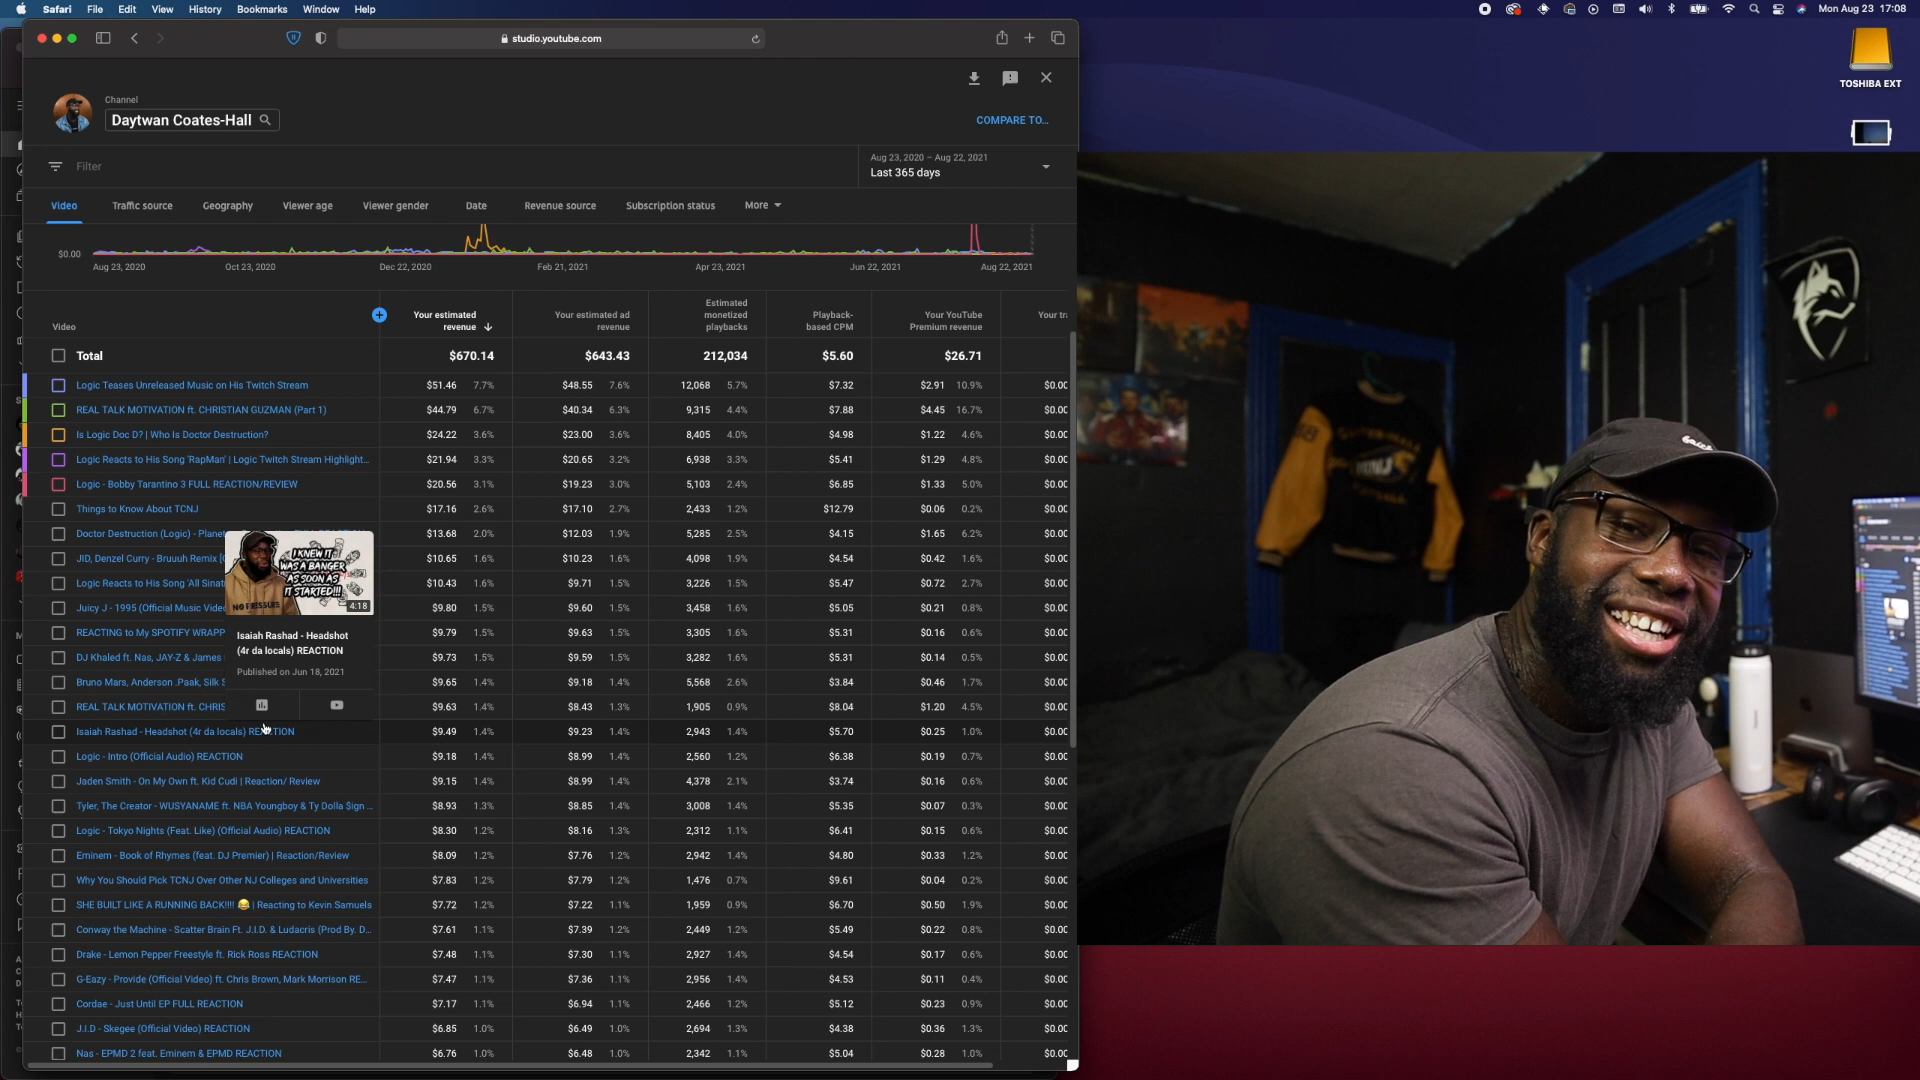 Safari File Edit View History Bookmarks Window Help
Mon Aug 23 17:08
studio.youtube.com
TOSHIBA EXT
Channel
Daytwan Coates-Hall
COMPARE TO...
Filter
Aug 23, 2020 – Aug 22, 2021
Last 365 days
Video Traffic source Geography Viewer age Viewer gender Date Revenue source Subscription status More
$0.00
Aug 23, 2020 Oct 23, 2020 Dec 22, 2020 Feb 21, 2021 Apr 23, 2021 Jun 22, 2021 Aug 22, 2021
Video
Your estimated revenue
Your estimated ad revenue
Estimated monetized playbacks
Playback-based CPM
Your YouTube Premium revenue
Your tr
Total $670.14 $643.43 212,034 $5.60 $26.71
Logic Teases Unreleased Music on His Twitch Stream $51.46 7.7% $48.55 7.6% 12,068 5.7% $7.32 $2.91 10.9% $0.00
REAL TALK MOTIVATION ft. CHRISTIAN GUZMAN (Part 1) $44.79 6.7% $40.34 6.3% 9,315 4.4% $7.88 $4.45 16.7% $0.00
Is Logic Doc D? | Who Is Doctor Destruction? $24.22 3.6% $23.00 3.6% 8,405 4.0% $4.98 $1.22 4.6% $0.00
Logic Reacts to His Song 'RapMan' | Logic Twitch Stream Highlight... $21.94 3.3% $20.65 3.2% 6,938 3.3% $5.41 $1.29 4.8% $0.00
Logic - Bobby Tarantino 3 FULL REACTION/REVIEW $20.56 3.1% $19.23 3.0% 5,103 2.4% $6.85 $1.33 5.0% $0.00
Things to Know About TCNJ $17.16 2.6% $17.10 2.7% 2,433 1.2% $12.79 $0.06 0.2% $0.00
Doctor Destruction (Logic) - Planet $13.68 2.0% $12.03 1.9% 5,285 2.5% $4.15 $1.65 6.2% $0.00
JID, Denzel Curry - Bruuuh Remix [ $10.65 1.6% $10.23 1.6% 4,098 1.9% $4.54 $0.42 1.6% $0.00
Logic Reacts to His Song 'All Sinat $10.43 1.6% $9.71 1.5% 3,226 1.5% $5.47 $0.72 2.7% $0.00
Juicy J - 1995 (Official Music Vide $9.80 1.5% $9.60 1.5% 3,458 1.6% $5.05 $0.21 0.8% $0.00
REACTING to My SPOTIFY WRAPP $9.79 1.5% $9.63 1.5% 3,305 1.6% $5.31 $0.16 0.6% $0.00
DJ Khaled ft. Nas, JAY-Z & James $9.73 1.5% $9.59 1.5% 3,282 1.6% $5.31 $0.14 0.5% $0.00
Bruno Mars, Anderson .Paak, Silk S $9.65 1.4% $9.18 1.4% 5,568 2.6% $3.84 $0.46 1.7% $0.00
REAL TALK MOTIVATION ft. CHRIS $9.63 1.4% $8.43 1.3% 1,905 0.9% $8.04 $1.20 4.5% $0.00
I KNEW IT
WAS A BANGER
AS SOON AS
IT STARTED!!!
NO PRESSURE
4:18
Isaiah Rashad - Headshot
(4r da locals) REACTION
Published on Jun 18, 2021
Isaiah Rashad - Headshot (4r da locals) REACTION $9.49 1.4% $9.23 1.4% 2,943 1.4% $5.70 $0.25 1.0% $0.00
Logic - Intro (Official Audio) REACTION $9.18 1.4% $8.99 1.4% 2,560 1.2% $6.38 $0.19 0.7% $0.00
Jaden Smith - On My Own ft. Kid Cudi | Reaction/ Review $9.15 1.4% $8.99 1.4% 4,378 2.1% $3.74 $0.16 0.6% $0.00
Tyler, The Creator - WUSYANAME ft. NBA Youngboy & Ty Dolla $ign ... $8.93 1.3% $8.85 1.4% 3,008 1.4% $5.35 $0.07 0.3% $0.00
Logic - Tokyo Nights (Feat. Like) (Official Audio) REACTION $8.30 1.2% $8.16 1.3% 2,312 1.1% $6.41 $0.15 0.6% $0.00
Eminem - Book of Rhymes (feat. DJ Premier) | Reaction/Review $8.09 1.2% $7.76 1.2% 2,942 1.4% $4.80 $0.33 1.2% $0.00
Why You Should Pick TCNJ Over Other NJ Colleges and Universities $7.83 1.2% $7.79 1.2% 1,476 0.7% $9.61 $0.04 0.2% $0.00
SHE BUILT LIKE A RUNNING BACK!!!! 😂 | Reacting to Kevin Samuels $7.72 1.2% $7.22 1.1% 1,959 0.9% $6.70 $0.50 1.9% $0.00
Conway the Machine - Scatter Brain Ft. J.I.D. & Ludacris (Prod By. D... $7.61 1.1% $7.39 1.2% 2,449 1.2% $5.49 $0.22 0.8% $0.00
Drake - Lemon Pepper Freestyle ft. Rick Ross REACTION $7.48 1.1% $7.30 1.1% 2,927 1.4% $4.54 $0.17 0.6% $0.00
G-Eazy - Provide (Official Video) ft. Chris Brown, Mark Morrison RE... $7.47 1.1% $7.36 1.1% 2,956 1.4% $4.53 $0.11 0.4% $0.00
Cordae - Just Until EP FULL REACTION $7.17 1.1% $6.94 1.1% 2,466 1.2% $5.12 $0.23 0.9% $0.00
J.I.D - Skegee (Official Video) REACTION $6.85 1.0% $6.49 1.0% 2,694 1.3% $4.38 $0.36 1.3% $0.00
Nas - EPMD 2 feat. Eminem & EPMD REACTION $6.76 1.0% $6.48 1.0% 2,342 1.1% $5.04 $0.28 1.0% $0.00